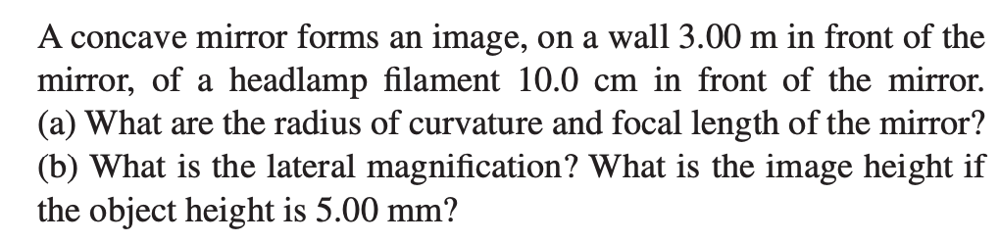 A concave mirror forms an image, on a wall 3.00 m in front of the
mirror, of a headlamp filament 10.0 cm in front of the mirror.
(a) What are the radius of curvature and focal length of the mirror?
(b) What is the lateral magnification? What is the image height if
the object height is 5.00 mm?